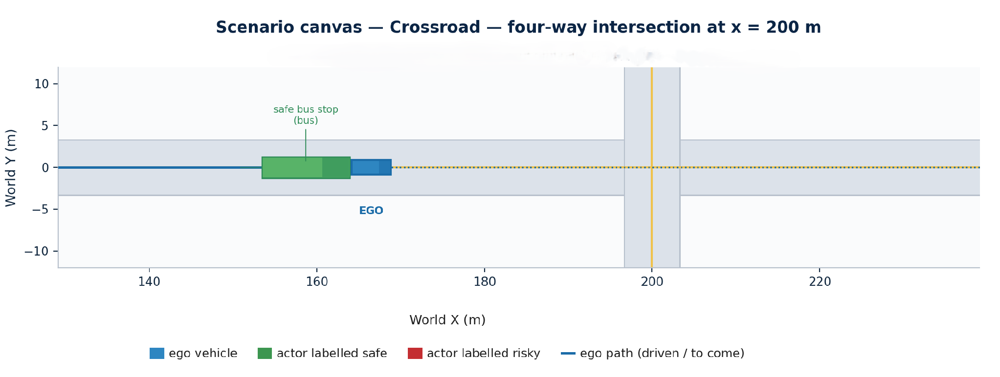 Scenario canvas — Crossroad — four-way intersection at x = 200 m
World Y (m)
10
5
0
−5
−10
safe bus stop
(bus)
EGO
140 160 180 200 220
World X (m)
ego vehicle actor labelled safe actor labelled risky ego path (driven / to come)